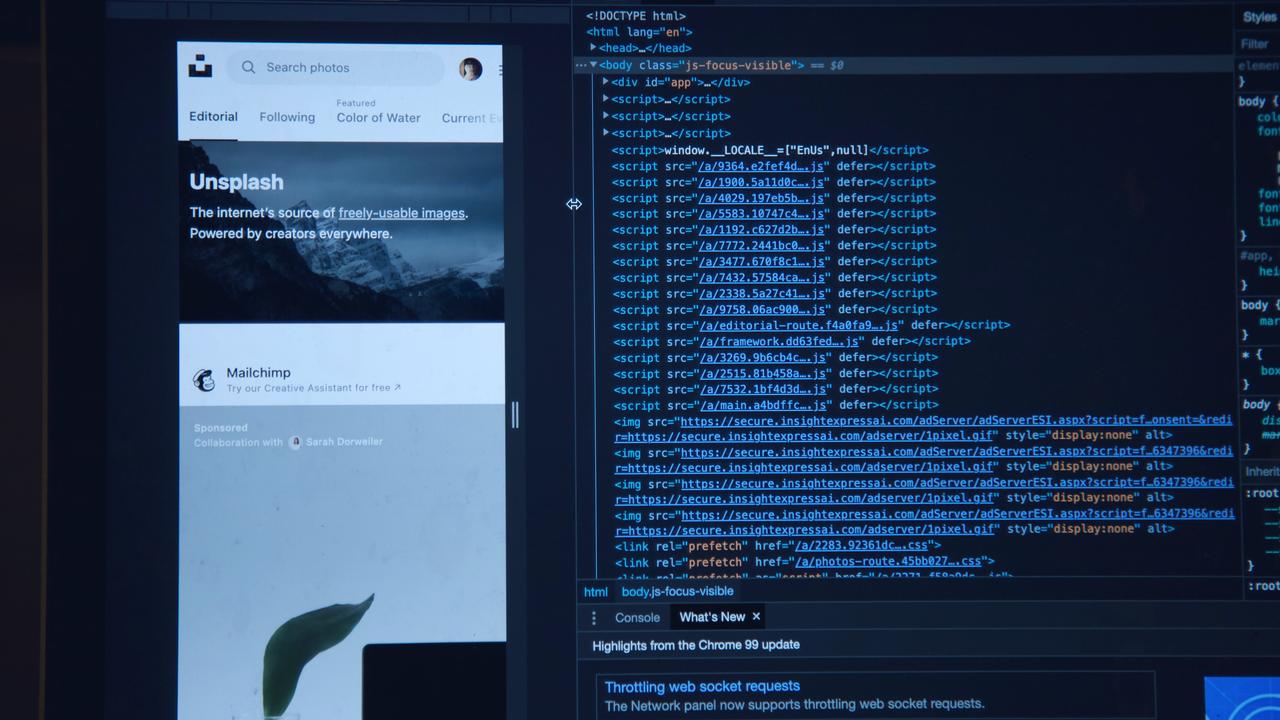 Search photos
Editorial
Following
Featured
Color of Water
Current Ev
Unsplash
The internet's source of freely-usable images.
Powered by creators everywhere.
Mailchimp
Try our Creative Assistant for free ↗
Sponsored
Collaboration with Sarah Dorweiler
<!DOCTYPE html>
<html lang="en">
<head>…</head>
<body class="js-focus-visible"> == $0
<div id="app">…</div>
<script>…</script>
<script>…</script>
<script>…</script>
<script>window.__LOCALE__=["EnUs",null]</script>
<script src="/a/9364.e2fef4d….js" defer></script>
<script src="/a/1900.5a11d0c….js" defer></script>
<script src="/a/4029.197eb5b….js" defer></script>
<script src="/a/5583.10747c4….js" defer></script>
<script src="/a/1192.c627d2b….js" defer></script>
<script src="/a/7772.2441bc0….js" defer></script>
<script src="/a/3477.670f8c1….js" defer></script>
<script src="/a/7432.57584ca….js" defer></script>
<script src="/a/2338.5a27c41….js" defer></script>
<script src="/a/9758.06ac900….js" defer></script>
<script src="/a/editorial-route.f4a0fa9….js" defer></script>
<script src="/a/framework.dd63fed….js" defer></script>
<script src="/a/3269.9b6cb4c….js" defer></script>
<script src="/a/2515.81b458a….js" defer></script>
<script src="/a/7532.1bf4d3d….js" defer></script>
<script src="/a/main.a4bdffc….js" defer></script>
<img src="https://secure.insightexpressai.com/adServer/adServerESI.aspx?script=f…onsent=&redi
r=https://secure.insightexpressai.com/adserver/1pixel.gif" style="display:none" alt>
<img src="https://secure.insightexpressai.com/adServer/adServerESI.aspx?script=f…6347396&redi
r=https://secure.insightexpressai.com/adserver/1pixel.gif" style="display:none" alt>
<img src="https://secure.insightexpressai.com/adServer/adServerESI.aspx?script=f…6347396&redi
r=https://secure.insightexpressai.com/adserver/1pixel.gif" style="display:none" alt>
<img src="https://secure.insightexpressai.com/adServer/adServerESI.aspx?script=f…6347396&redi
r=https://secure.insightexpressai.com/adserver/1pixel.gif" style="display:none" alt>
<link rel="prefetch" href="/a/2283.92361dc….css">
<link rel="prefetch" href="/a/photos-route.45bb027….css">
html body.js-focus-visible
Console
What's New ×
Highlights from the Chrome 99 update
Throttling web socket requests
The Network panel now supports throttling web socket requests.
Styles
Filter
elemen
}
body {
colo
font
font
font
line
}
#app,
hei
}
body {
mar
}
* {
box
}
body
dis
mar
}
Inherit
:root
}
:root